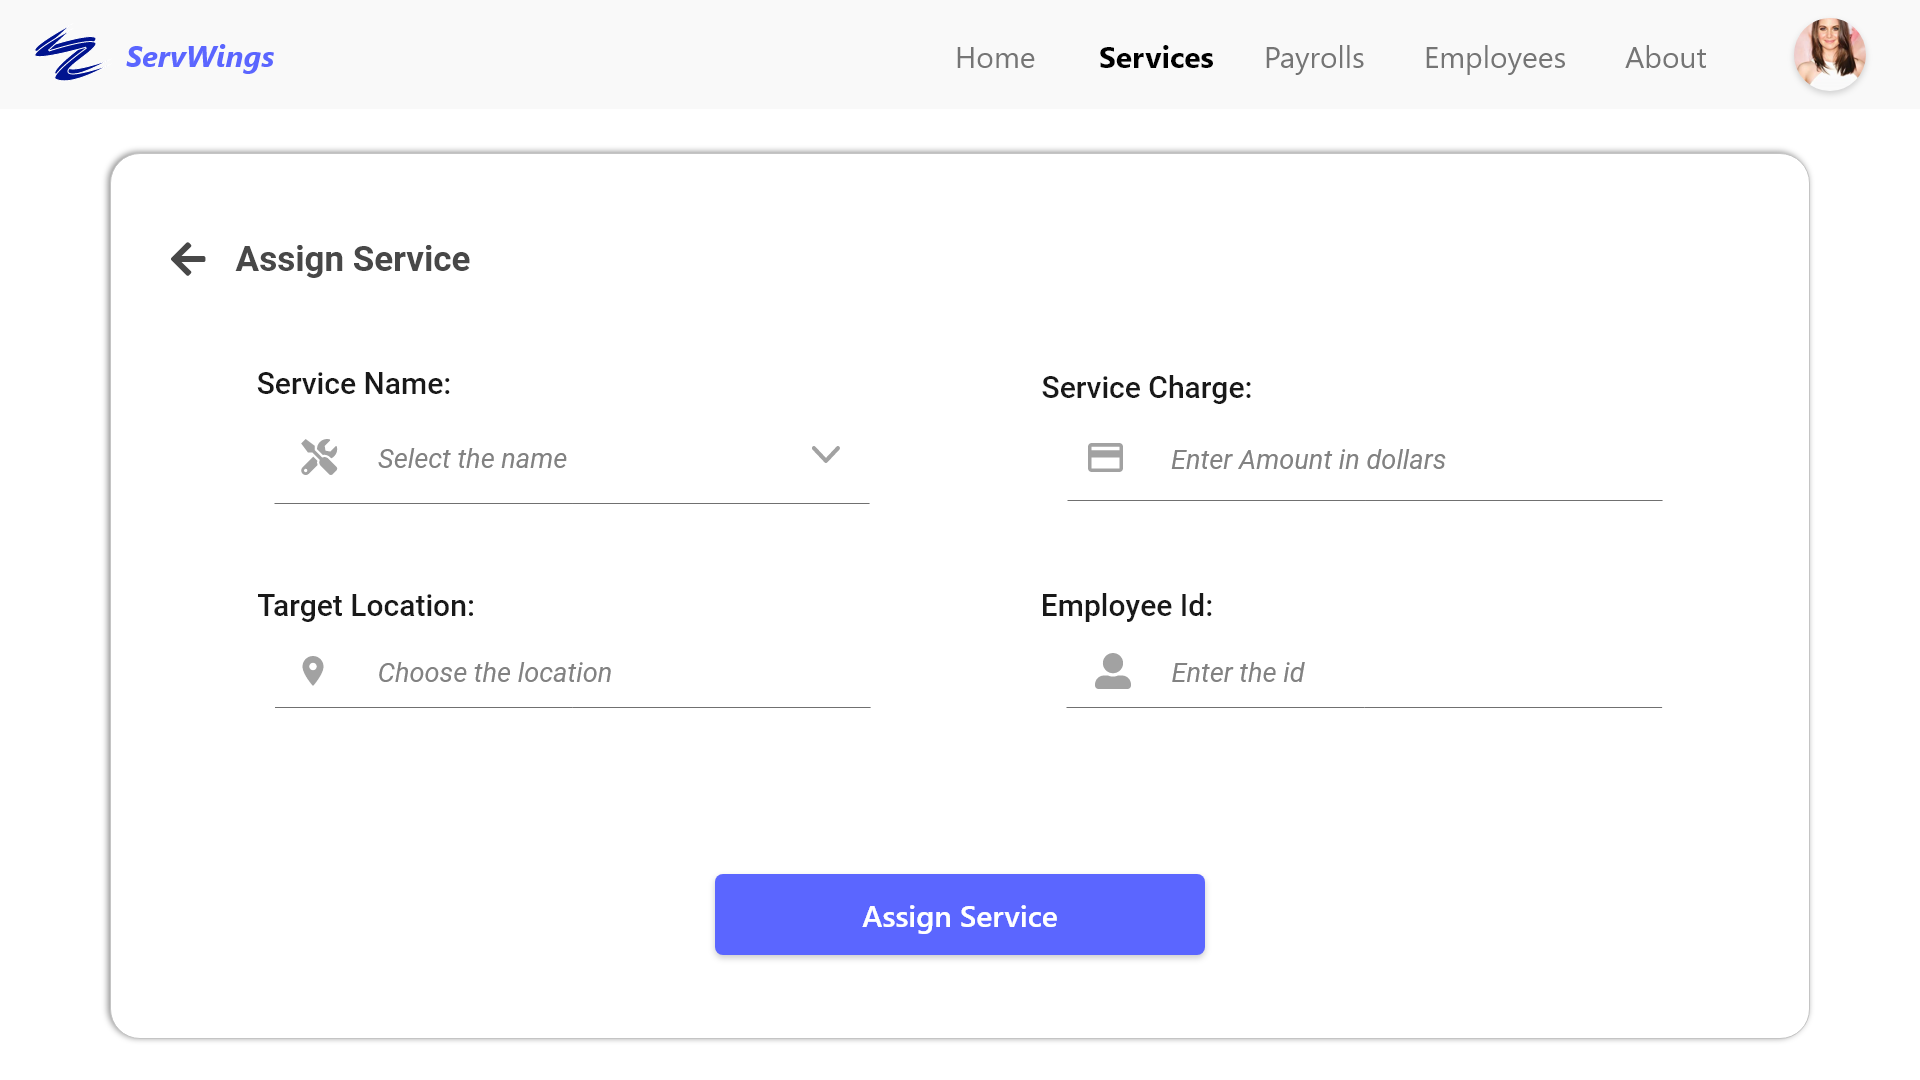 ServWings
Home Services Payrolls Employees About
Assign Service
Service Name:
Service Charge:
Select the name
Enter Amount in dollars
Target Location:
Employee Id:
Choose the location
Enter the id
Assign Service